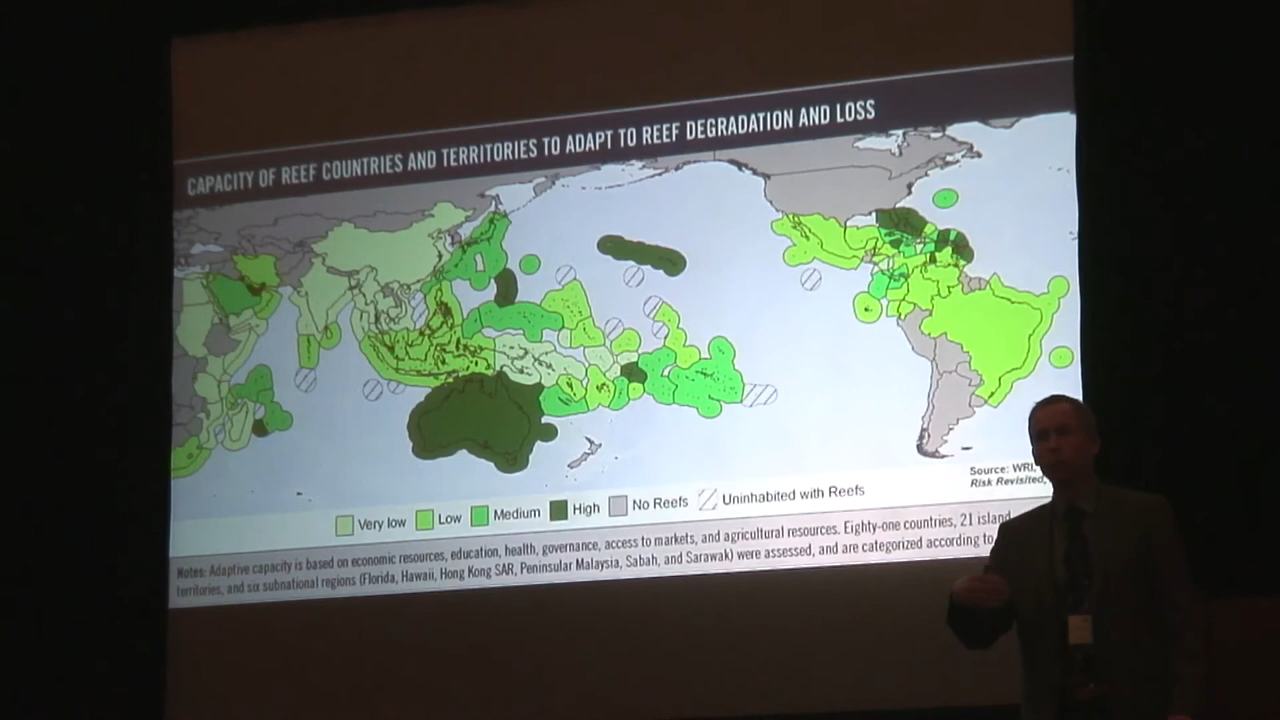 CAPACITY OF REEF COUNTRIES AND TERRITORIES TO ADAPT TO REEF DEGRADATION AND LOSS
Source: WRI,
Risk Revisited,
Very low Low Medium High No Reefs Uninhabited with Reefs
Notes: Adaptive capacity is based on economic resources, education, health, governance, access to markets, and agricultural resources. Eighty-one countries, 21 island
territories, and six subnational regions (Florida, Hawaii, Hong Kong SAR, Peninsular Malaysia, Sabah, and Sarawak) were assessed, and are categorized according to